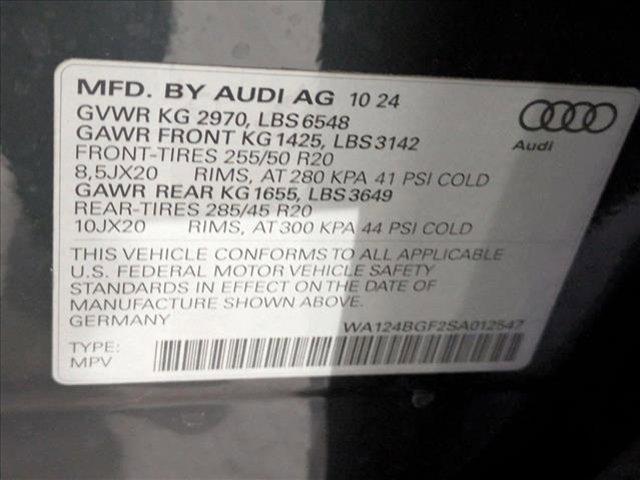 MFD. BY AUDI AG 10 24
GVWR KG 2970, LBS 6548
GAWR FRONT KG 1425, LBS 3142
FRONT-TIRES 255/50 R20
8,5JX20 RIMS, AT 280 KPA 41 PSI COLD
GAWR REAR KG 1655, LBS 3649
REAR-TIRES 285/45 R20
10JX20 RIMS, AT 300 KPA 44 PSI COLD
Audi
THIS VEHICLE CONFORMS TO ALL APPLICABLE
U.S. FEDERAL MOTOR VEHICLE SAFETY
STANDARDS IN EFFECT ON THE DATE OF
MANUFACTURE SHOWN ABOVE.
GERMANY WA124BGF2SA012547
TYPE:
MPV